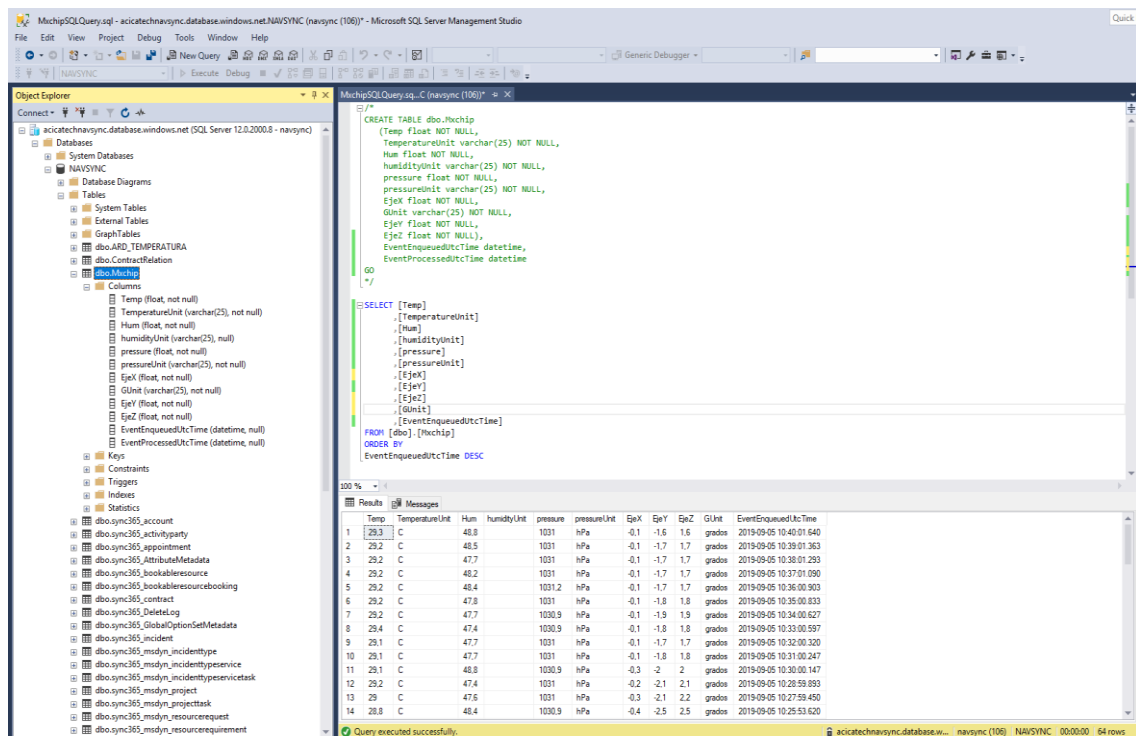 MxchipSQLQuery.sql - acicatechnavsync.database.windows.net.NAVSYNC (navsync (106))* - Microsoft SQL Server Management Studio
Quick
File Edit View Project Debug Tools Window Help
New Query
Generic Debugger
NAVSYNC
Execute Debug
Object Explorer
Connect
acicatechnavsync.database.windows.net (SQL Server 12.0.2000.8 - navsync)
Databases
System Databases
NAVSYNC
Database Diagrams
Tables
System Tables
External Tables
GraphTables
dbo.ARD_TEMPERATURA
dbo.ContractRelation
dbo.Mxchip
Columns
Temp (float, not null)
TemperatureUnit (varchar(25), not null)
Hum (float, not null)
humidityUnit (varchar(25), null)
pressure (float, not null)
pressureUnit (varchar(25), not null)
EjeX (float, not null)
GUnit (varchar(25), not null)
EjeY (float, not null)
EjeZ (float, not null)
EventEnqueuedUtcTime (datetime, null)
EventProcessedUtcTime (datetime, null)
Keys
Constraints
Triggers
Indexes
Statistics
dbo.sync365_account
dbo.sync365_activityparty
dbo.sync365_appointment
dbo.sync365_AttributeMetadata
dbo.sync365_bookableresource
dbo.sync365_bookableresourcebooking
dbo.sync365_contract
dbo.sync365_DeleteLog
dbo.sync365_GlobalOptionSetMetadata
dbo.sync365_incident
dbo.sync365_msdyn_incidenttype
dbo.sync365_msdyn_incidenttypeservice
dbo.sync365_msdyn_incidenttypeservicetask
dbo.sync365_msdyn_project
dbo.sync365_msdyn_projecttask
dbo.sync365_msdyn_resourcerequest
dbo.sync365_msdyn_resourcerequirement
MxchipSQLQuery.sq...C (navsync (106))*
/*
CREATE TABLE dbo.Mxchip
(Temp float NOT NULL,
TemperatureUnit varchar(25) NOT NULL,
Hum float NOT NULL,
humidityUnit varchar(25) NOT NULL,
pressure float NOT NULL,
pressureUnit varchar(25) NOT NULL,
EjeX float NOT NULL,
GUnit varchar(25) NOT NULL,
EjeY float NOT NULL,
EjeZ float NOT NULL),
EventEnqueuedUtcTime datetime,
EventProcessedUtcTime datetime
GO
*/
SELECT [Temp]
,[TemperatureUnit]
,[Hum]
,[humidityUnit]
,[pressure]
,[pressureUnit]
,[EjeX]
,[EjeY]
,[EjeZ]
,[GUnit]
,[EventEnqueuedUtcTime]
FROM [dbo].[Mxchip]
ORDER BY
EventEnqueuedUtcTime DESC
100 %
Results Messages
Temp TemperatureUnit Hum humidityUnit pressure pressureUnit EjeX EjeY EjeZ GUnit EventEnqueuedUtcTime
1 29,3 C 48,8 1031 hPa -0,1 -1,6 1,6 grados 2019-09-05 10:40:01.640
2 29,2 C 48,5 1031 hPa -0,1 -1,7 1,7 grados 2019-09-05 10:39:01.363
3 29,2 C 47,7 1031 hPa -0,1 -1,7 1,7 grados 2019-09-05 10:38:01.293
4 29,2 C 48,2 1031 hPa -0,1 -1,7 1,7 grados 2019-09-05 10:37:01.090
5 29,2 C 48,4 1031,2 hPa -0,1 -1,7 1,7 grados 2019-09-05 10:36:00.903
6 29,2 C 47,8 1031 hPa -0,1 -1,8 1,8 grados 2019-09-05 10:35:00.833
7 29,2 C 47,7 1030,9 hPa -0,1 -1,9 1,9 grados 2019-09-05 10:34:00.627
8 29,4 C 47,4 1030,9 hPa -0,1 -1,8 1,8 grados 2019-09-05 10:33:00.597
9 29,1 C 47,7 1031 hPa -0,1 -1,7 1,7 grados 2019-09-05 10:32:00.320
10 29,1 C 47,7 1031 hPa -0,1 -1,8 1,8 grados 2019-09-05 10:31:00.247
11 29,1 C 48,8 1030,9 hPa -0,3 -2 2 grados 2019-09-05 10:30:00.147
12 29,2 C 47,4 1031 hPa -0,2 -2,1 2,1 grados 2019-09-05 10:28:59.893
13 29 C 47,6 1031 hPa -0,3 -2,1 2,2 grados 2019-09-05 10:27:59.450
14 28,8 C 48,4 1030,9 hPa -0,4 -2,5 2,5 grados 2019-09-05 10:25:53.620
Query executed successfully.
acicatechnavsync.database.w... navsync (106) NAVSYNC 00:00:00 64 rows